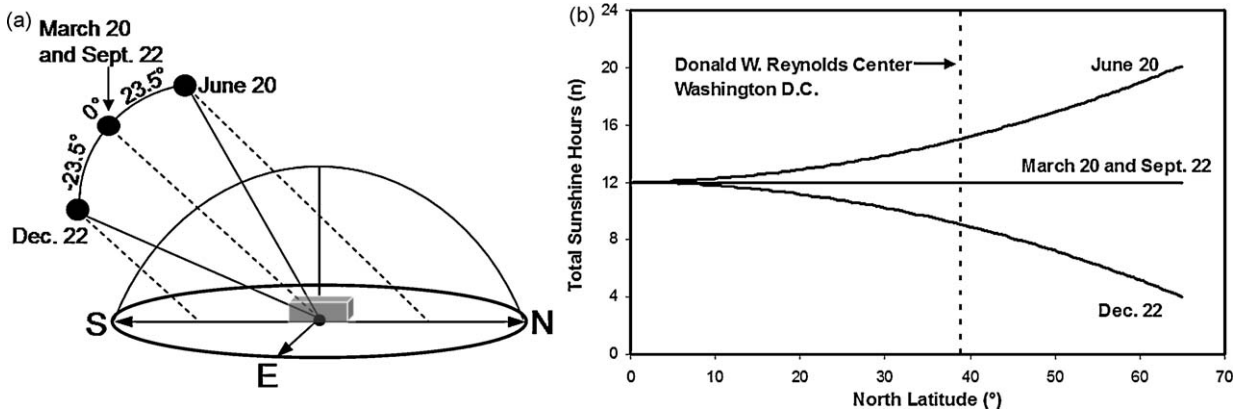 (a)
March 20
and Sept. 22
0°
23.5°
June 20
-23.5°
Dec. 22
S
N
E
(b)
Total Sunshine Hours (n)
24
20
16
12
8
4
0
Donald W. Reynolds Center
Washington D.C.
June 20
March 20 and Sept. 22
Dec. 22
0 10 20 30 40 50 60 70
North Latitude (°)